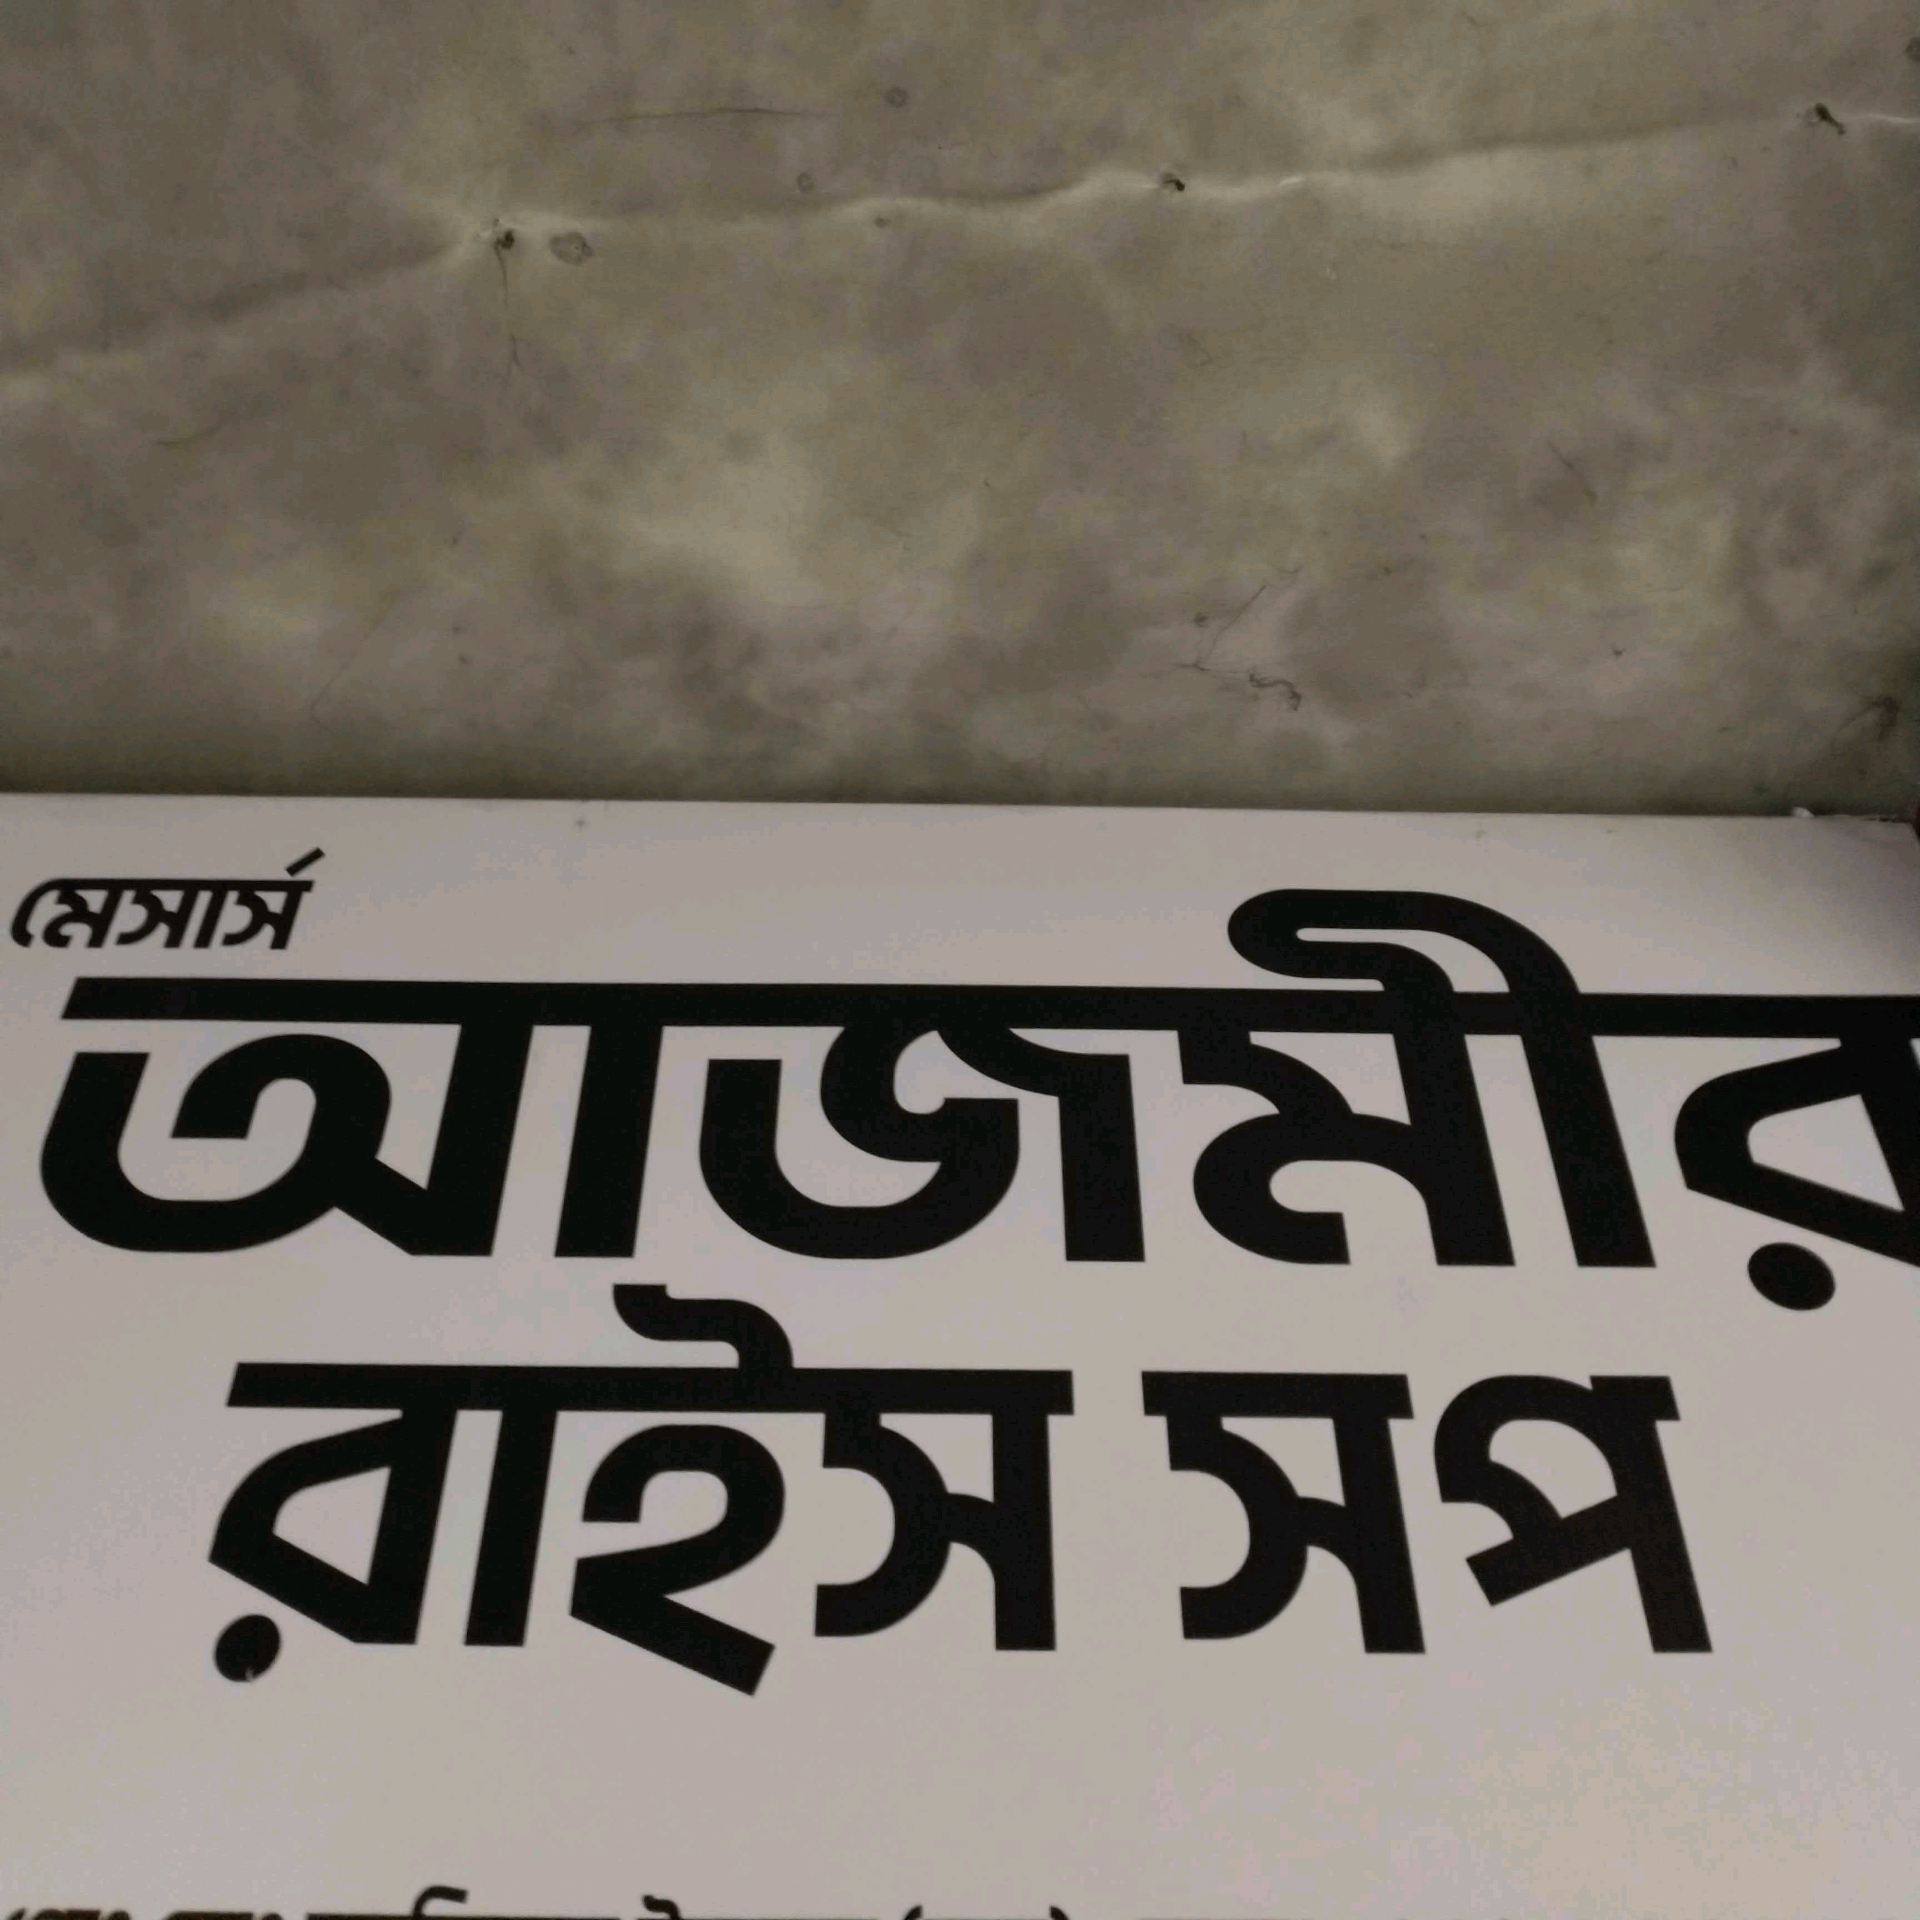 মেসার্স
আজমীর
রাইস সপ